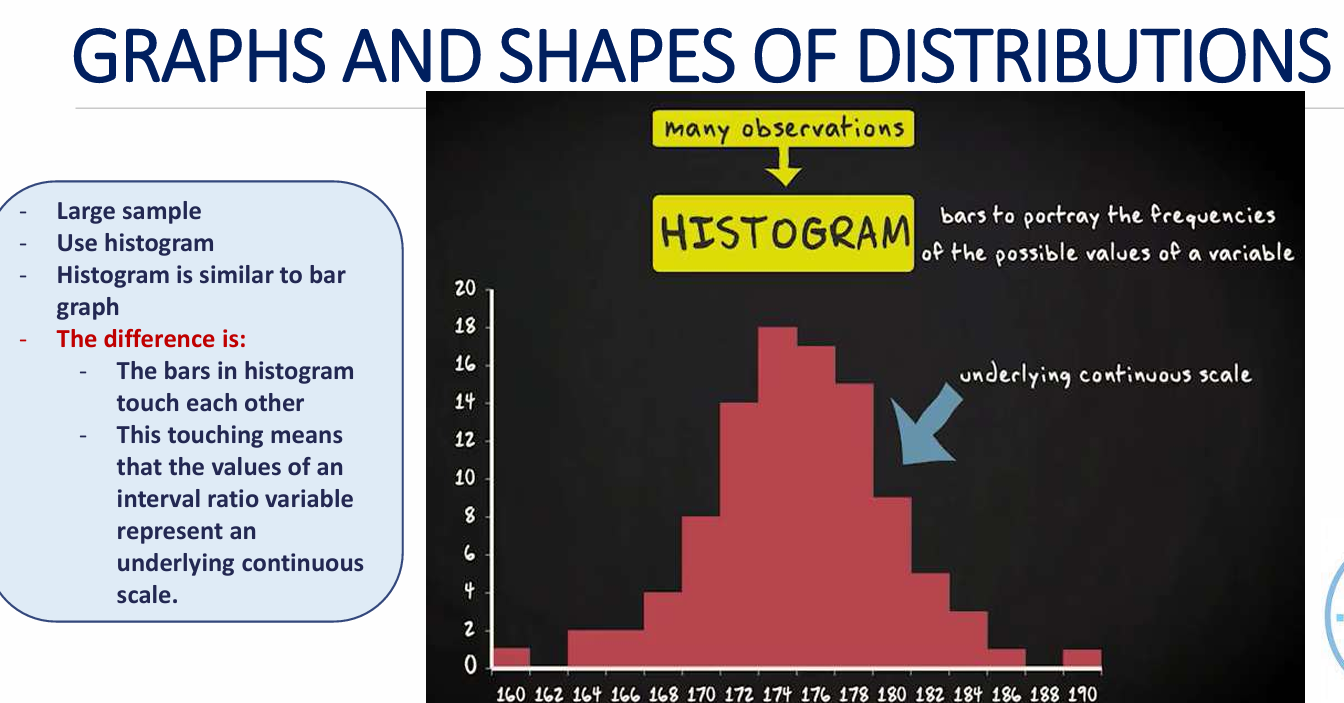 GRAPHS AND SHAPES OF DISTRIBUTIONS
- Large sample
- Use histogram
- Histogram is similar to bar
graph
- The difference is:
- The bars in histogram
touch each other
- This touching means
that the values of an
interval ratio variable
represent an
underlying continuous
scale.
many observations
HISTOGRAM
bars to portray the frequencies
of the possible values of a variable
underlying continuous scale
20
18
16
14
12
10
8
6
4
2
0
160 162 164 166 168 170 172 174 176 178 180 182 184 186 188 190